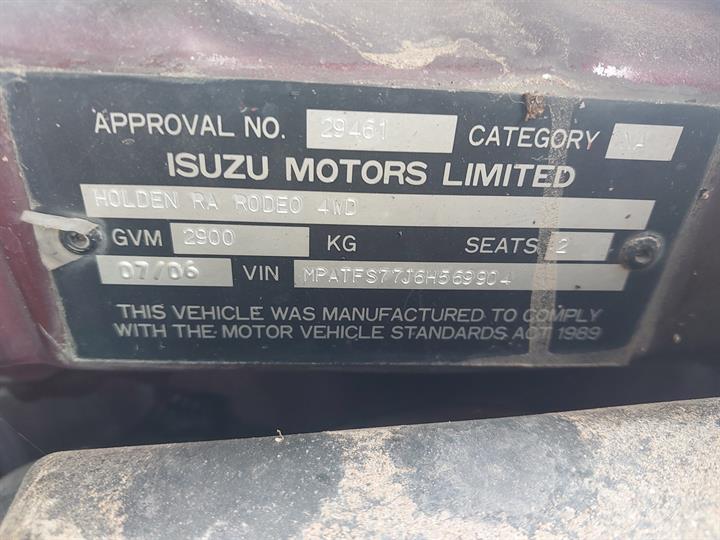 APPROVAL NO. 29461 CATEGORY NA
ISUZU MOTORS LIMITED
HOLDEN RA RODEO 4WD
GVM 2900 KG SEATS 2
07/06 VIN MPATFS77J6H569904
THIS VEHICLE WAS MANUFACTURED TO COMPLY
WITH THE MOTOR VEHICLE STANDARDS ACT 1989